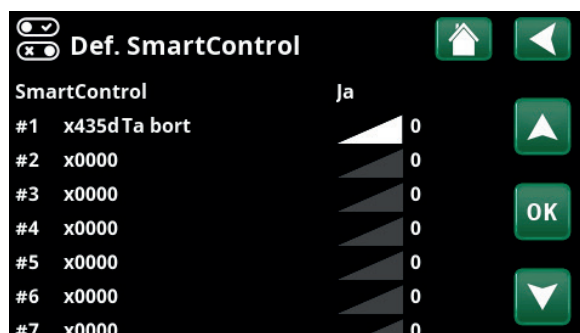 Def. SmartControl
SmartControl Ja
#1 x435d Ta bort 0
#2 x0000 0
#3 x0000 0
#4 x0000 0
OK
#5 x0000 0
#6 x0000 0
#7 x0000 0